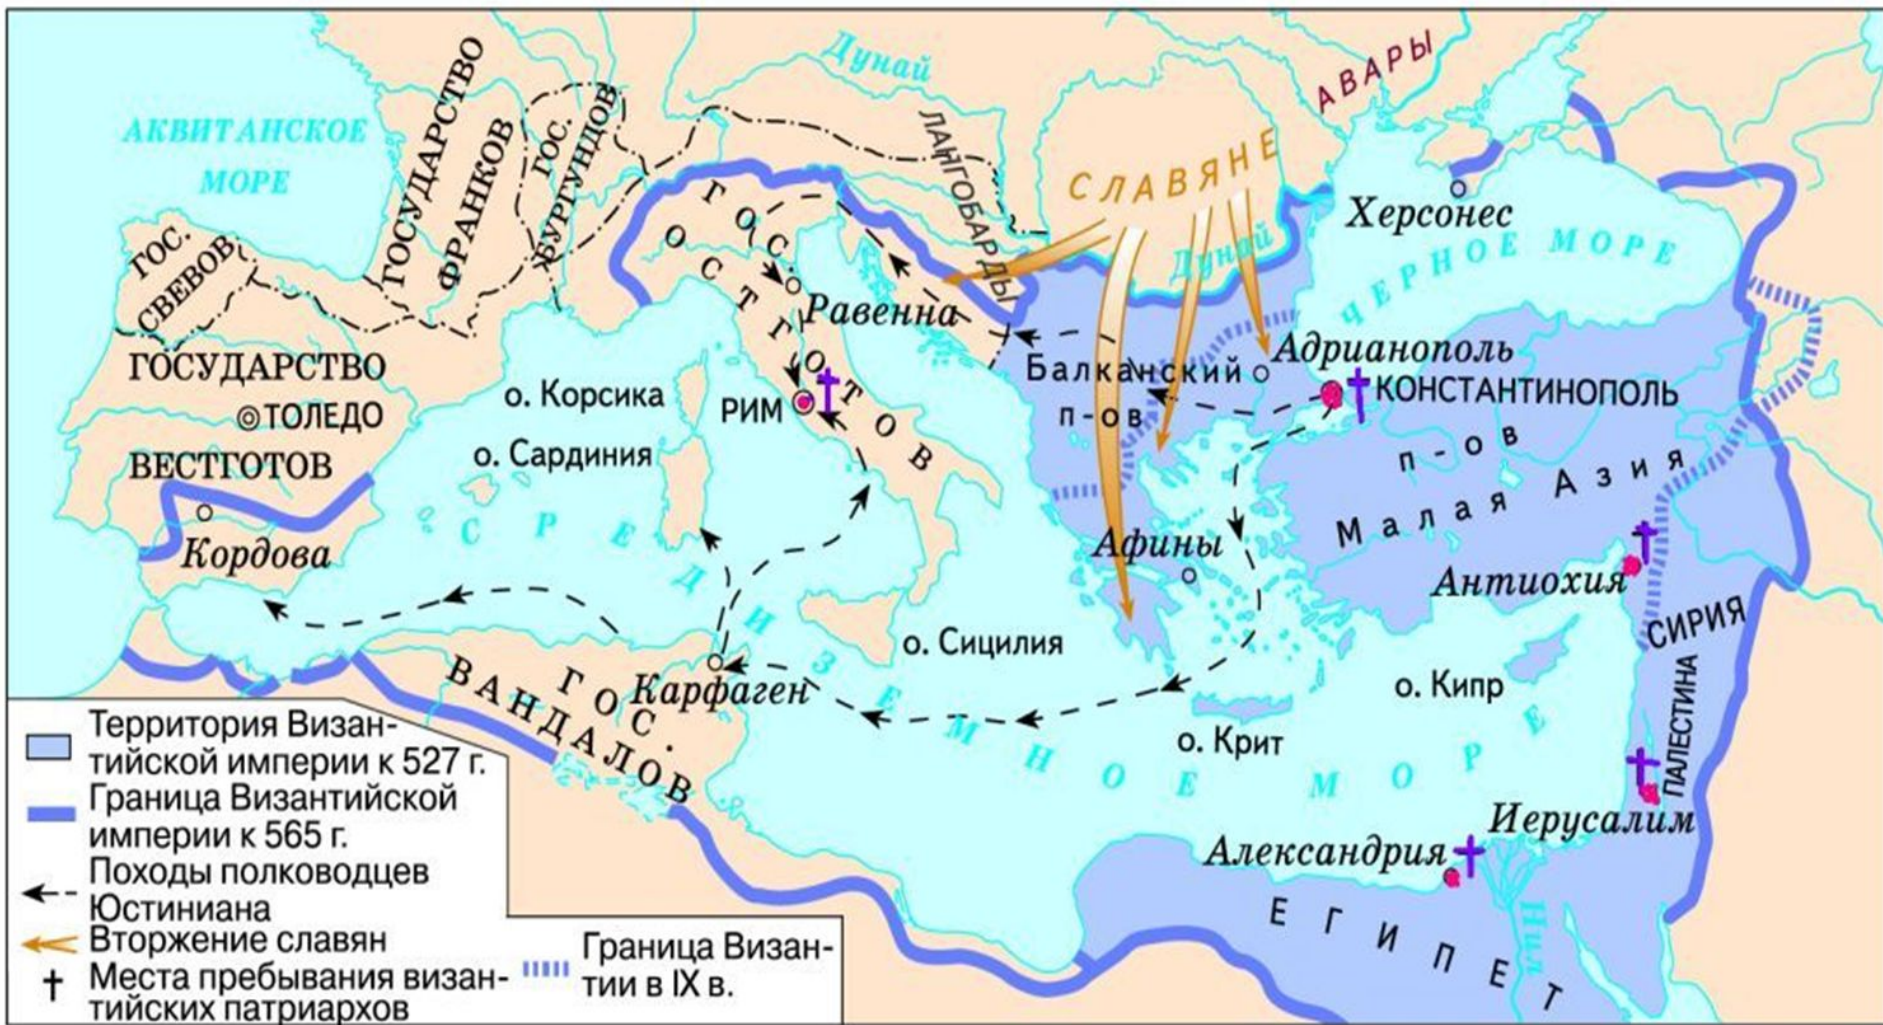 Дунай
АВАРЫ
АКВИТАНСКОЕ
МОРЕ
ГОСУДАРСТВО
ФРАНКОВ
ГОС.
БУРГУНДОВ
ЛАНГОБАРДЫ
СЛАВЯНЕ
Дунай
Херсонес
ЧЕРНОЕ МОРЕ
ГОС.
СВЕВОВ
ГОС.
ОСТГОТОВ
Равенна
ГОСУДАРСТВО
ТОЛЕДО
ВЕСТГОТОВ
о. Корсика
РИМ
о. Сардиния
Балканский
п-ов
Адрианополь
КОНСТАНТИНОПОЛЬ
п-ов
Малая Азия
Кордова
Афины
Антиохия
СИРИЯ
ПАЛЕСТИНА
СРЕДИЗЕМНОЕ МОРЕ
о. Сицилия
о. Кипр
о. Крит
Карфаген
ГОС.
ВАНДАЛОВ
Иерусалим
Александрия
ЕГИПЕТ
Нил
Территория Визан-
тийской империи к 527 г.
Граница Византийской
империи к 565 г.
Походы полководцев
Юстиниана
Вторжение славян
Места пребывания визан-
тийских патриархов
Граница Визан-
тии в IX в.